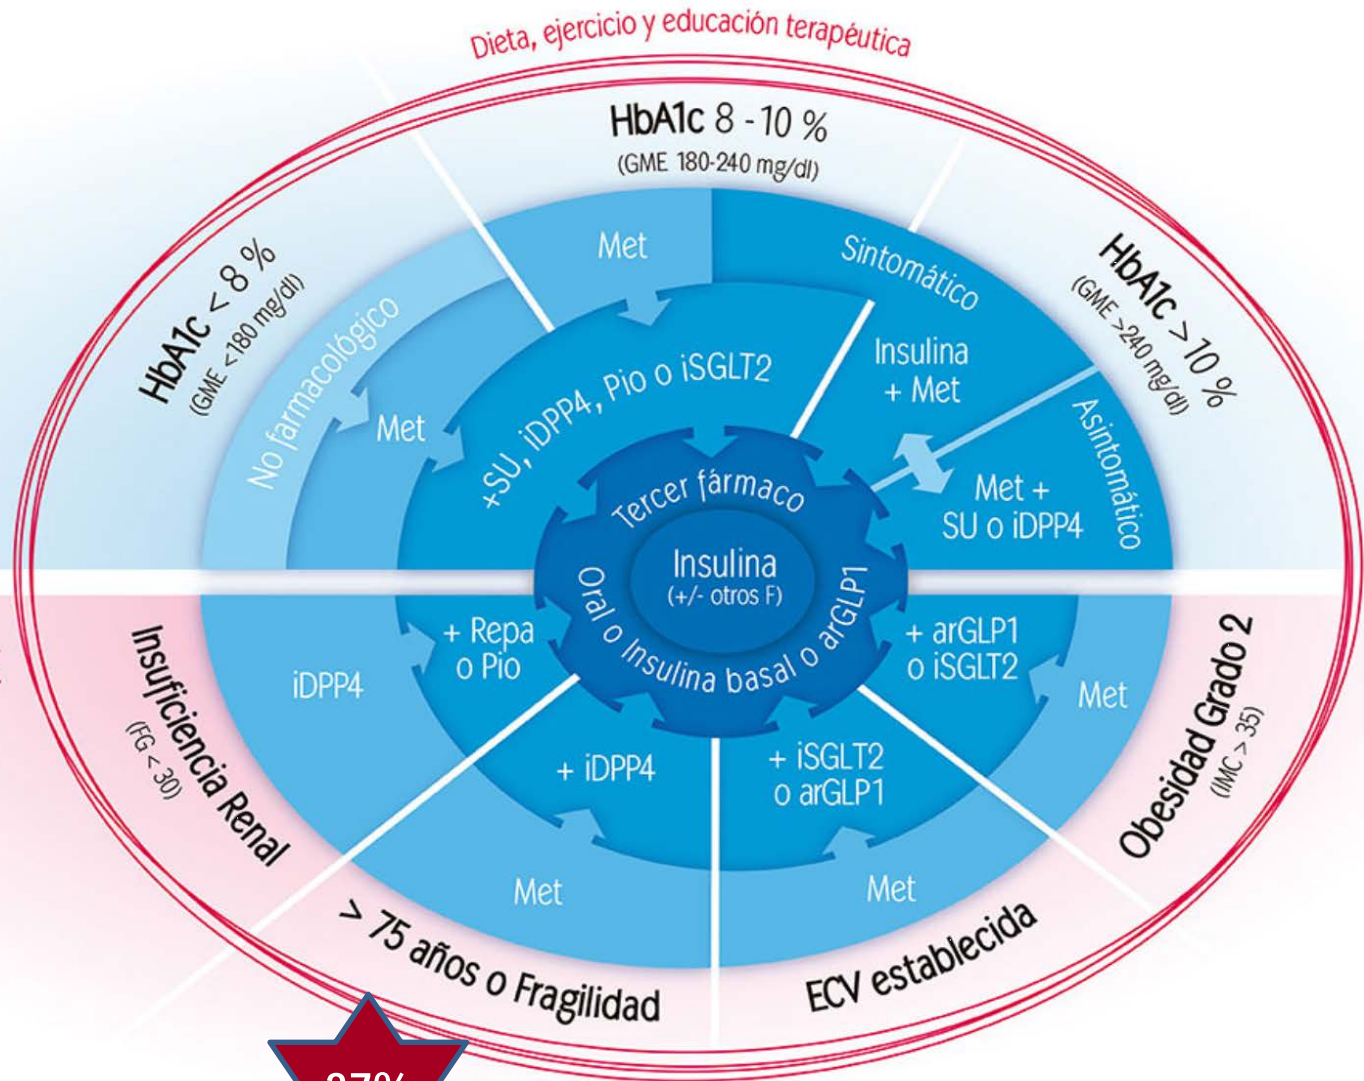 Dieta, ejercicio y educación terapéutica
HbA1c 8 - 10 %
(GME 180-240 mg/dl)
HbA1c < 8 %
(GME <180 mg/dl)
HbA1c > 10 %
(GME >240 mg/dl)
No farmacológico
Met
Met
+SU, iDPP4, Pio o iSGLT2
Sintomático
Insulina
+ Met
Asintomático
Met +
SU o iDPP4
Tercer fármaco
Insulina
(+/- otros F)
Oral o Insulina basal o arGLP1
Insuficiencia Renal
(FG < 30)
iDPP4
+ Repa
o Pio
> 75 años o Fragilidad
Met
+ iDPP4
ECV establecida
Met
+ iSGLT2
o arGLP1
Obesidad Grado 2
(IMC > 35)
Met
+ arGLP1
o iSGLT2